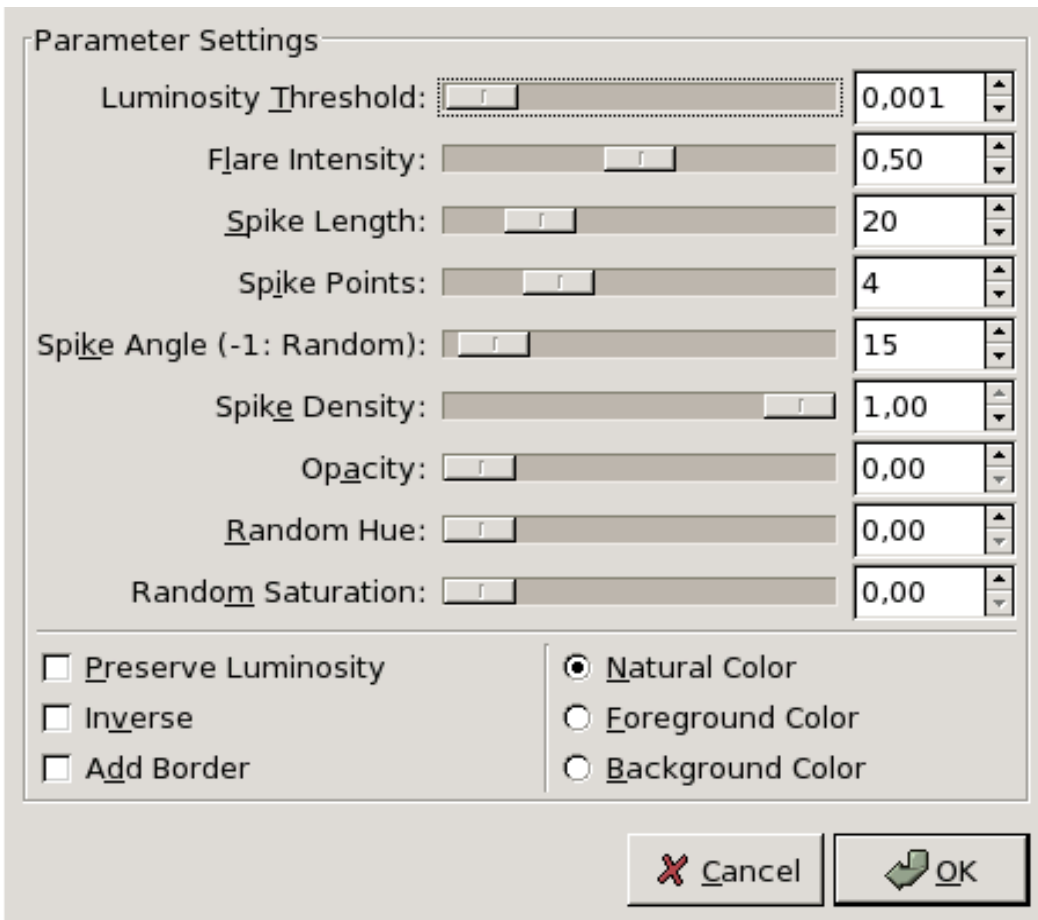 Parameter Settings
Luminosity Threshold: 0,001
Flare Intensity: 0,50
Spike Length: 20
Spike Points: 4
Spike Angle (-1: Random): 15
Spike Density: 1,00
Opacity: 0,00
Random Hue: 0,00
Random Saturation: 0,00
Preserve Luminosity
Natural Color
Inverse
Foreground Color
Add Border
Background Color
Cancel
OK